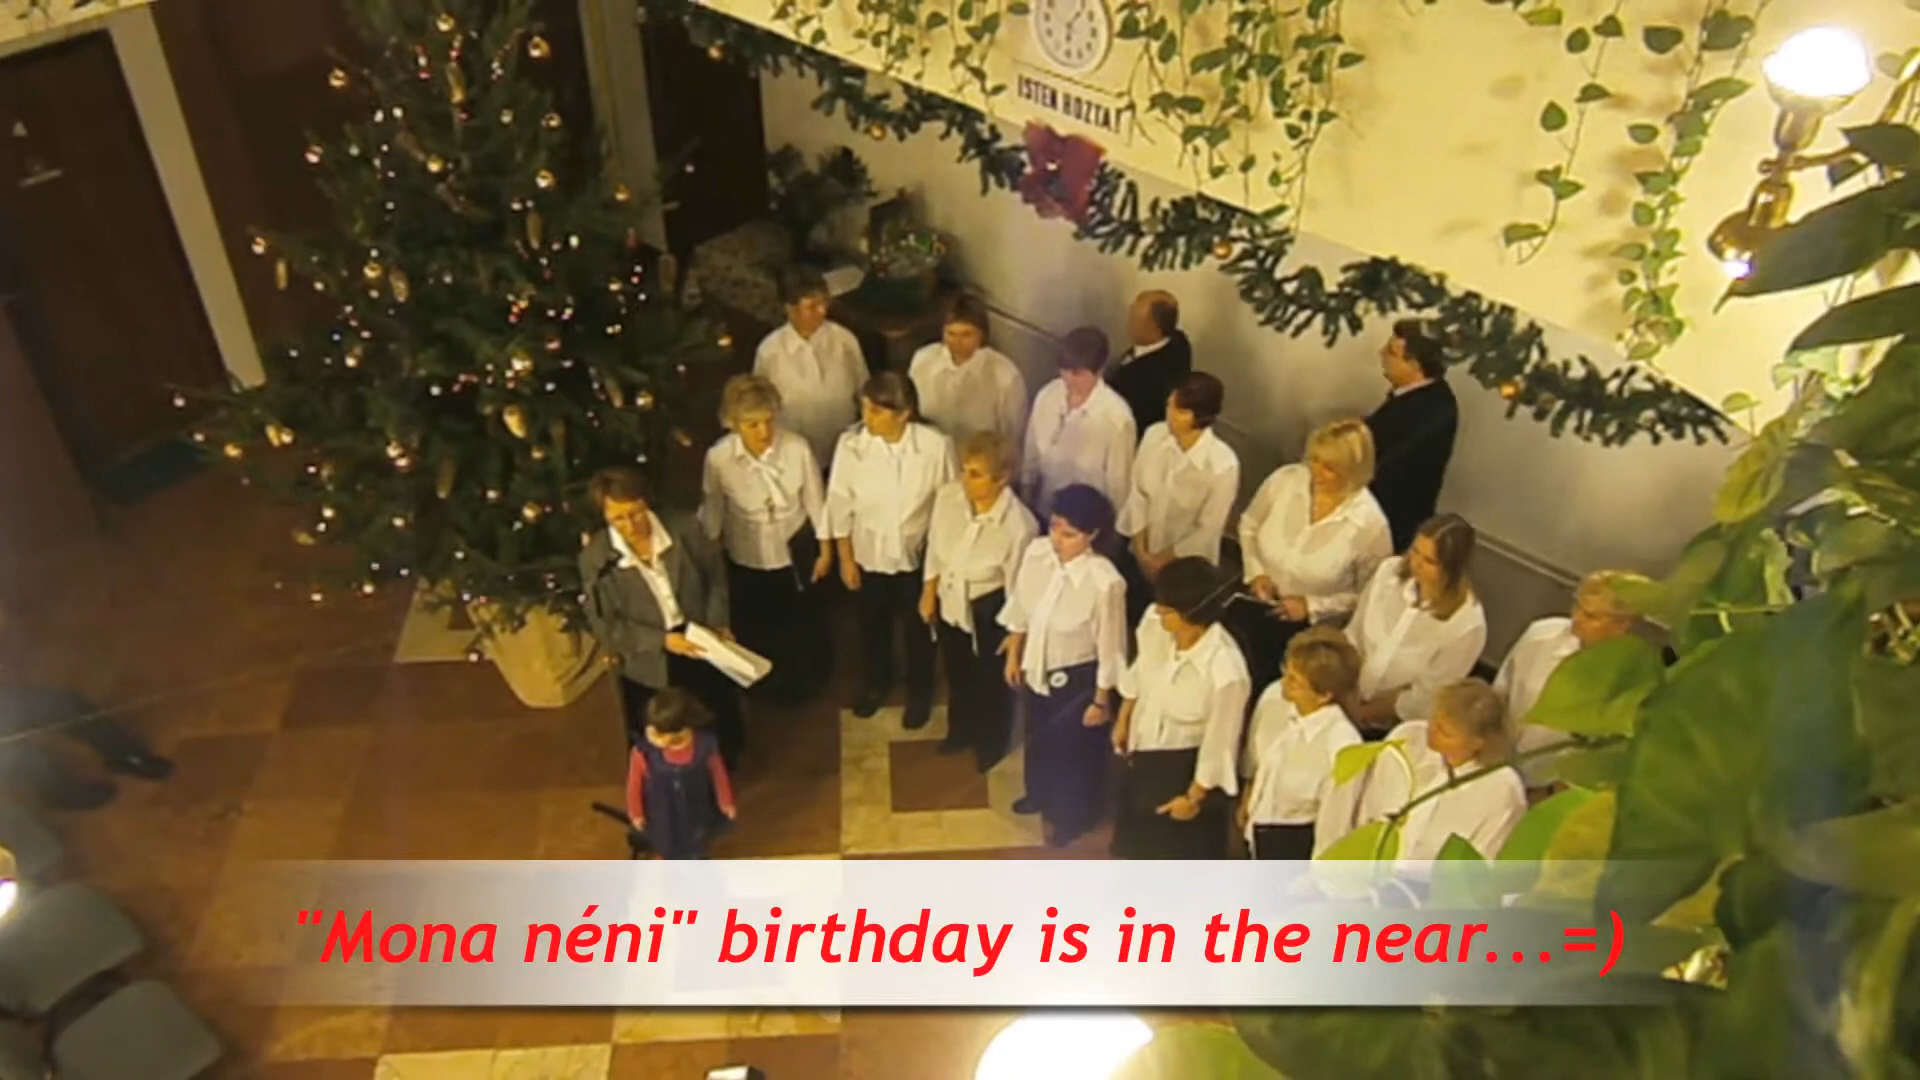 ISTEN HOZTA!
"Mona néni" birthday is in the near...=)